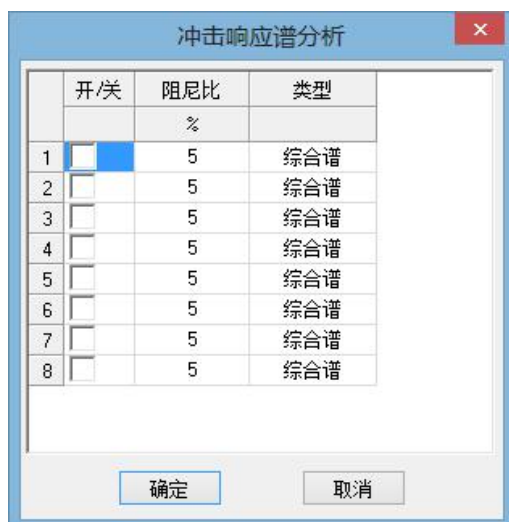 冲击响应谱分析
开/关 阻尼比 类型
%
1 5 综合谱
2 5 综合谱
3 5 综合谱
4 5 综合谱
5 5 综合谱
6 5 综合谱
7 5 综合谱
8 5 综合谱
确定 取消